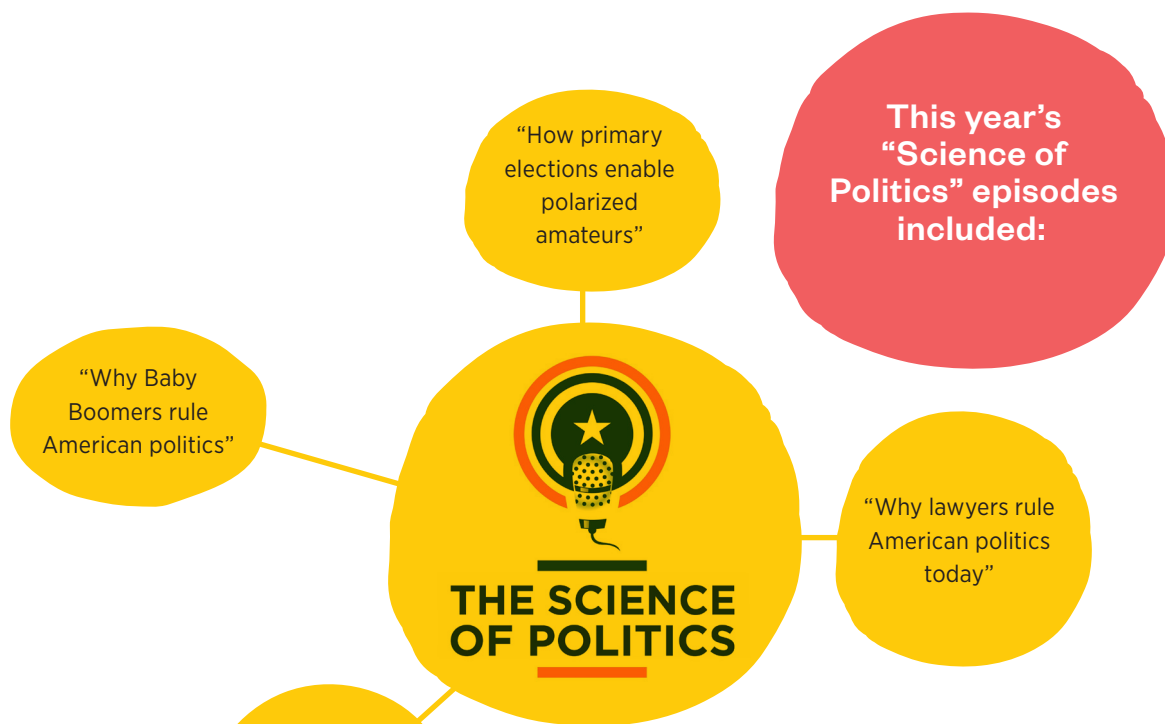 This year’s
“Science of
Politics” episodes
included:
“How primary
elections enable
polarized
amateurs”
“Why Baby
Boomers rule
American politics”
“Why lawyers rule
American politics
today”
THE SCIENCE
OF POLITICS